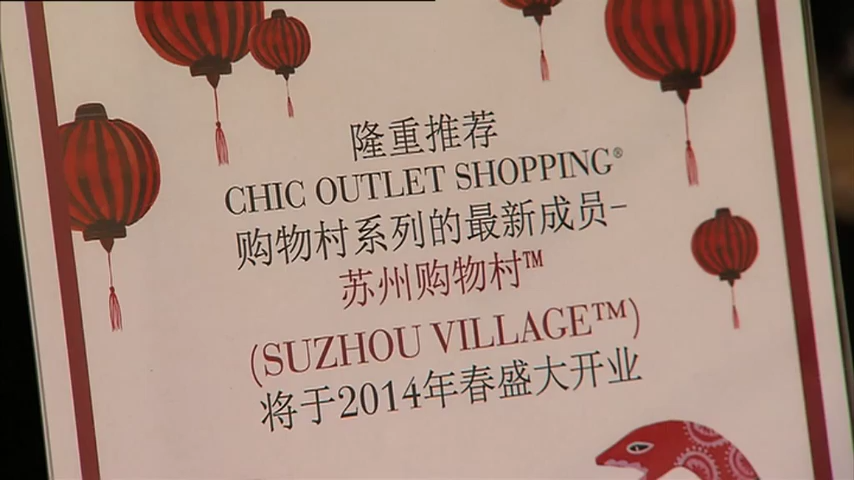 隆重推荐
CHIC OUTLET SHOPPING®
购物村系列的最新成员-
苏州购物村™
(SUZHOU VILLAGE™)
将于2014年春盛大开业